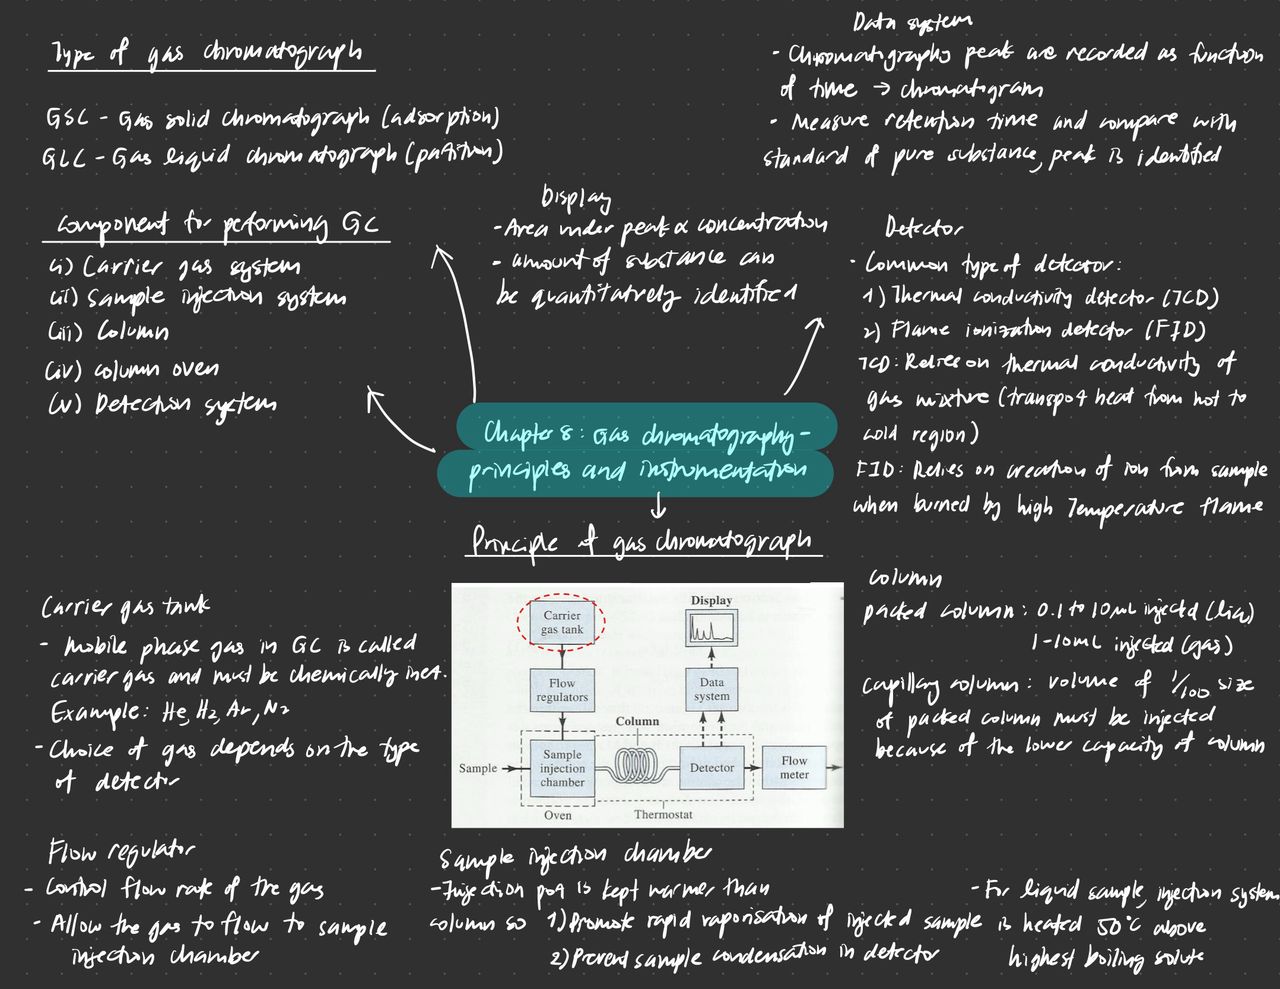 Type of gas chromatograph
GSC - Gas solid chromatograph (adsorption)
GLC - Gas liquid chromatograph (partition)
Component for performing GC
(i) Carrier gas system
(ii) Sample injection system
(iii) Column
(iv) column oven
(v) Detection system
Display
- Area under peak ∝ concentration
- amount of substance can
be quantitatively identified
Data system
- Chromatography peak are recorded as function
of time → chromatogram
- Measure retention time and compare with
standard of pure substance, peak is identified
Detector
- Common type of detector:
1) Thermal conductivity detector (TCD)
2) Flame ionization detector (FID)
TCD: Relies on thermal conductivity of
gas mixture (transport heat from hot to
cold region)
FID: Relies on creation of ion from sample
when burned by high Temperature flame
Chapter 8: Gas chromatography -
principles and instrumentation
Principle of gas chromatograph
Carrier
gas tank
Flow
regulators
Sample
injection
chamber
Sample
Oven
Column
Thermostat
Display
Data
system
Detector
Flow
meter
Carrier gas tank
- mobile phase gas in GC is called
carrier gas and must be chemically inert.
Example: He, H2, Ar, N2
- Choice of gas depends on the type
of detector
column
packed column: 0.1 to 10 mL injected (liq)
1-10mL injected (gas)
capillary column: volume of 1/100 size
of packed column must be injected
because of the lower capacity of column
Flow regulator
- Control flow rate of the gas
- Allow the gas to flow to sample
injection chamber
Sample injection chamber
- Injection port is kept warmer than
column so 1) Promote rapid vaporisation of injected sample
2) Prevent sample condensation in detector
- For liquid sample, injection system
is heated 50°C above
highest boiling solute